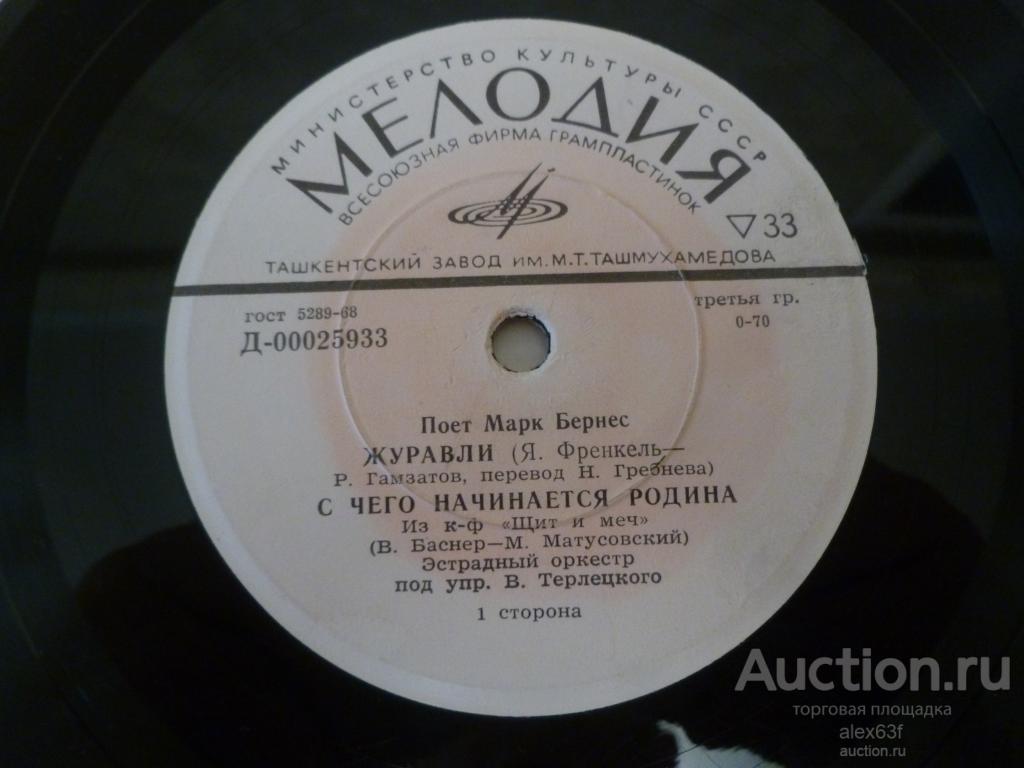 МИНИСТЕРСТВО КУЛЬТУРЫ СССР
МЕЛОДИЯ
ВСЕСОЮЗНАЯ ФИРМА ГРАМПЛАСТИНОК
33
ТАШКЕНТСКИЙ ЗАВОД ИМ. М.Т.ТАШМУХАМЕДОВА
гост 5289-68
третья гр.
Д-00025933
0-70
Поет Марк Бернес
ЖУРАВЛИ (Я. Френкель—
Р. Гамзатов, перевод Н. Гребнева)
С ЧЕГО НАЧИНАЕТСЯ РОДИНА
Из к-ф «Щит и меч»
(В. Баснер—М. Матусовский)
Эстрадный оркестр
под упр. В. Терлецкого
1 сторона
Auction.ru
торговая площадка
alex63f
auction.ru